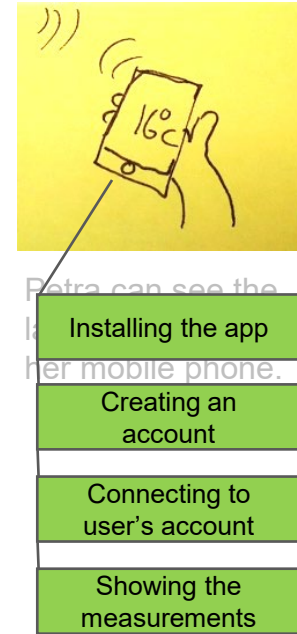 16°C
Petra can see the
Installing the app
her mobile phone.
Creating an
account
Connecting to
user's account
Showing the
measurements